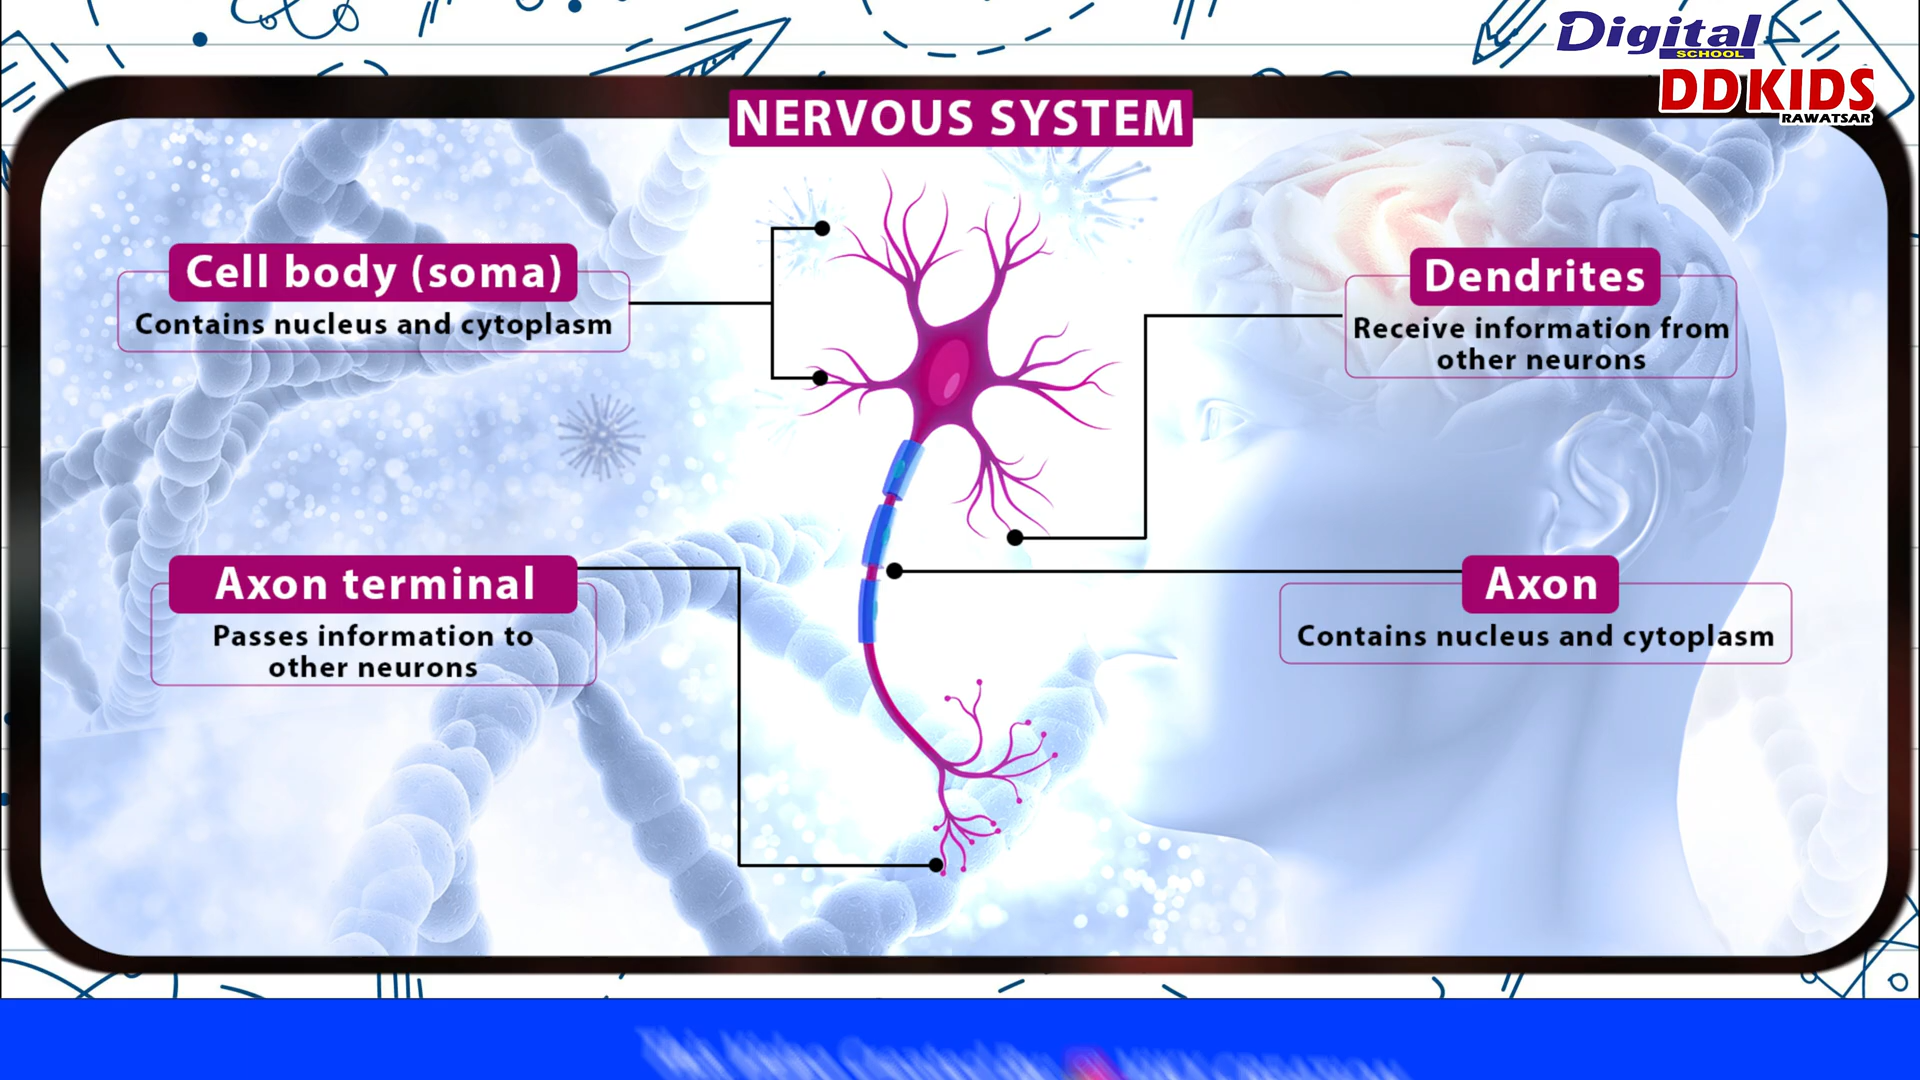 Digital
SCHOOL
DDKIDS
RAWATSAR
NERVOUS SYSTEM
Cell body (soma)
Contains nucleus and cytoplasm
Dendrites
Receive information from
other neurons
Axon terminal
Passes information to
other neurons
Axon
Contains nucleus and cytoplasm